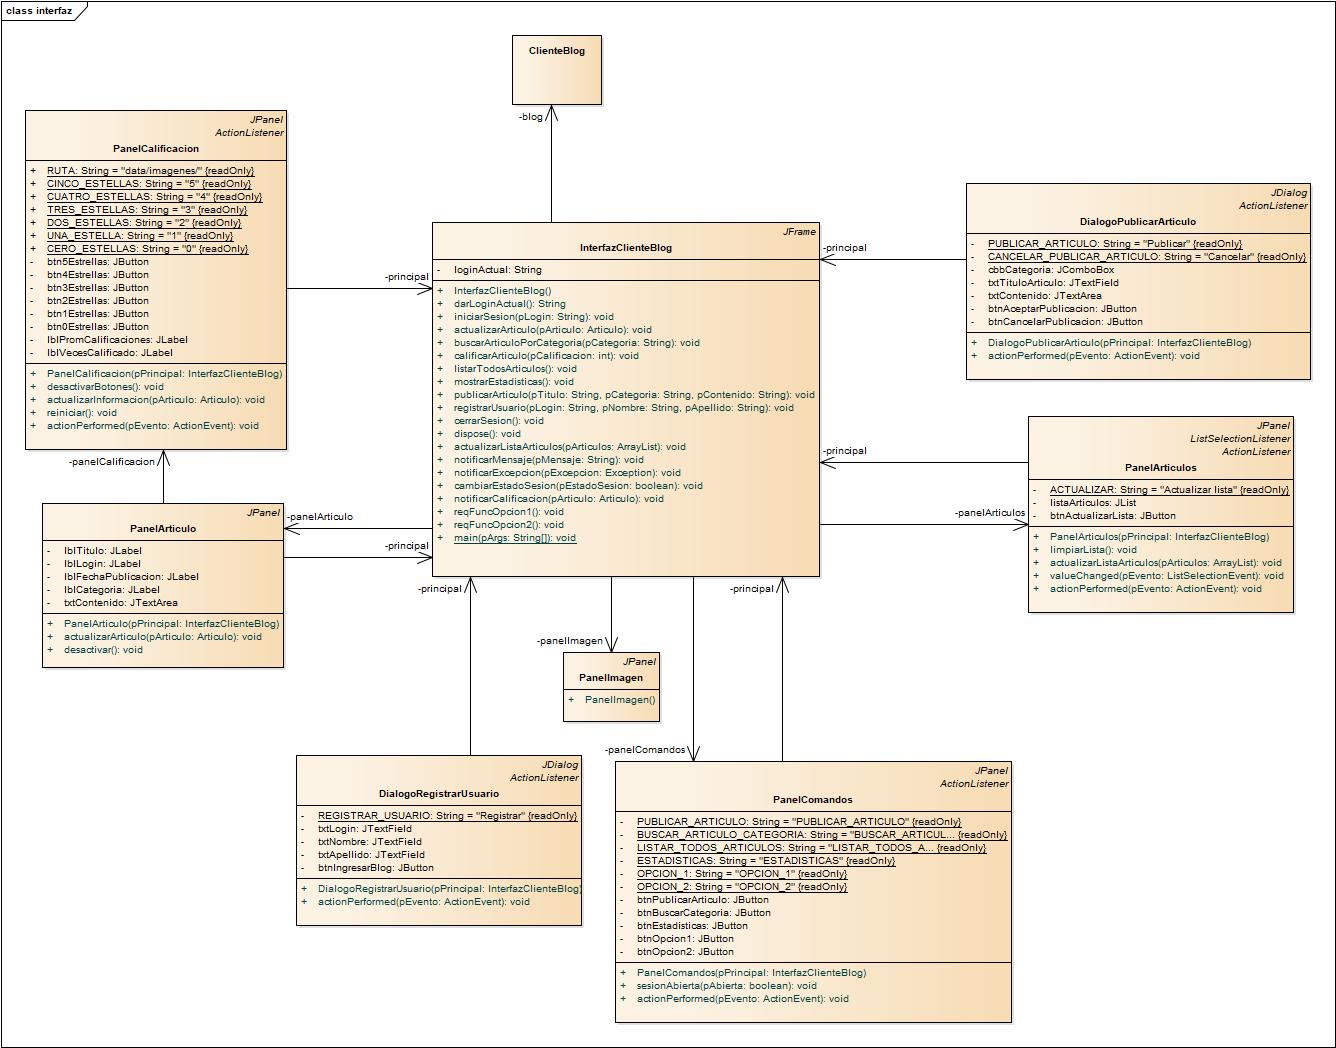 class interfaz
ClienteBlog
-blog
JPanel
ActionListener
PanelCalificacion
+ RUTA: String = "data/imagenes/" {readOnly}
+ CINCO_ESTELLAS: String = "5" {readOnly}
+ CUATRO_ESTELLAS: String = "4" {readOnly}
+ TRES_ESTELLAS: String = "3" {readOnly}
+ DOS_ESTELLAS: String = "2" {readOnly}
+ UNA_ESTELLA: String = "1" {readOnly}
+ CERO_ESTELLAS: String = "0" {readOnly}
- btn5Estrellas: JButton
- btn4Estrellas: JButton
- btn3Estrellas: JButton
- btn2Estrellas: JButton
- btn1Estrellas: JButton
- btn0Estrellas: JButton
- lblPromCalificaciones: JLabel
- lblVecesCalificado: JLabel
+ PanelCalificacion(pPrincipal: InterfazClienteBlog)
+ desactivarBotones(): void
+ actualizarInformacion(pArticulo: Articulo): void
+ reiniciar(): void
+ actionPerformed(pEvento: ActionEvent): void
-principal
-panelCalificacion
JPanel
PanelArticulo
- lblTitulo: JLabel
- lblLogin: JLabel
- lblFechaPublicacion: JLabel
- lblCategoria: JLabel
- txtContenido: JTextArea
+ PanelArticulo(pPrincipal: InterfazClienteBlog)
+ actualizarArticulo(pArticulo: Articulo): void
+ desactivar(): void
-panelArticulo
-principal
JFrame
InterfazClienteBlog
- loginActual: String
+ InterfazClienteBlog()
+ darLoginActual(): String
+ iniciarSesion(pLogin: String): void
+ actualizarArticulo(pArticulo: Articulo): void
+ buscarArticuloPorCategoria(pCategoria: String): void
+ calificarArticulo(pCalificacion: int): void
+ listarTodosArticulos(): void
+ mostrarEstadisticas(): void
+ publicarArticulo(pTitulo: String, pCategoria: String, pContenido: String): void
+ registrarUsuario(pLogin: String, pNombre: String, pApellido: String): void
+ cerrarSesion(): void
+ dispose(): void
+ actualizarListaArticulos(pArticulos: ArrayList): void
+ notificarMensaje(pMensaje: String): void
+ notificarExcepcion(pExcepcion: Exception): void
+ cambiarEstadoSesion(pEstadoSesion: boolean): void
+ notificarCalificacion(pArticulo: Articulo): void
+ reqFuncOpcion1(): void
+ reqFuncOpcion2(): void
+ main(pArgs: String[]): void
-principal
JDialog
ActionListener
DialogoPublicarArticulo
- PUBLICAR_ARTICULO: String = "Publicar" {readOnly}
- CANCELAR_PUBLICAR_ARTICULO: String = "Cancelar" {readOnly}
- cbbCategoria: JComboBox
- txtTituloArticulo: JTextField
- txtContenido: JTextArea
- btnAceptarPublicacion: JButton
- btnCancelarPublicacion: JButton
+ DialogoPublicarArticulo(pPrincipal: InterfazClienteBlog)
+ actionPerformed(pEvento: ActionEvent): void
-principal
-panelArticulos
JPanel
ListSelectionListener
ActionListener
PanelArticulos
- ACTUALIZAR: String = "Actualizar lista" {readOnly}
- listaArticulos: JList
- btnActualizarLista: JButton
+ PanelArticulos(pPrincipal: InterfazClienteBlog)
+ limpiarLista(): void
+ actualizarListaArticulos(pArticulos: ArrayList): void
+ valueChanged(pEvento: ListSelectionEvent): void
+ actionPerformed(pEvento: ActionEvent): void
-principal
-principal
-panelImagen
JPanel
PanelImagen
+ PanelImagen()
-panelComandos
JDialog
ActionListener
DialogoRegistrarUsuario
- REGISTRAR_USUARIO: String = "Registrar" {readOnly}
- txtLogin: JTextField
- txtNombre: JTextField
- txtApellido: JTextField
- btnIngresarBlog: JButton
+ DialogoRegistrarUsuario(pPrincipal: InterfazClienteBlog)
+ actionPerformed(pEvento: ActionEvent): void
JPanel
ActionListener
PanelComandos
- PUBLICAR_ARTICULO: String = "PUBLICAR_ARTICULO" {readOnly}
- BUSCAR_ARTICULO_CATEGORIA: String = "BUSCAR_ARTICUL... {readOnly}
- LISTAR_TODOS_ARTICULOS: String = "LISTAR_TODOS_A... {readOnly}
- ESTADISTICAS: String = "ESTADISTICAS" {readOnly}
- OPCION_1: String = "OPCION_1" {readOnly}
- OPCION_2: String = "OPCION_2" {readOnly}
- btnPublicarArticulo: JButton
- btnBuscarCategoria: JButton
- btnEstadisticas: JButton
- btnOpcion1: JButton
- btnOpcion2: JButton
+ PanelComandos(pPrincipal: InterfazClienteBlog)
+ sesionAbierta(pAbierta: boolean): void
+ actionPerformed(pEvento: ActionEvent): void